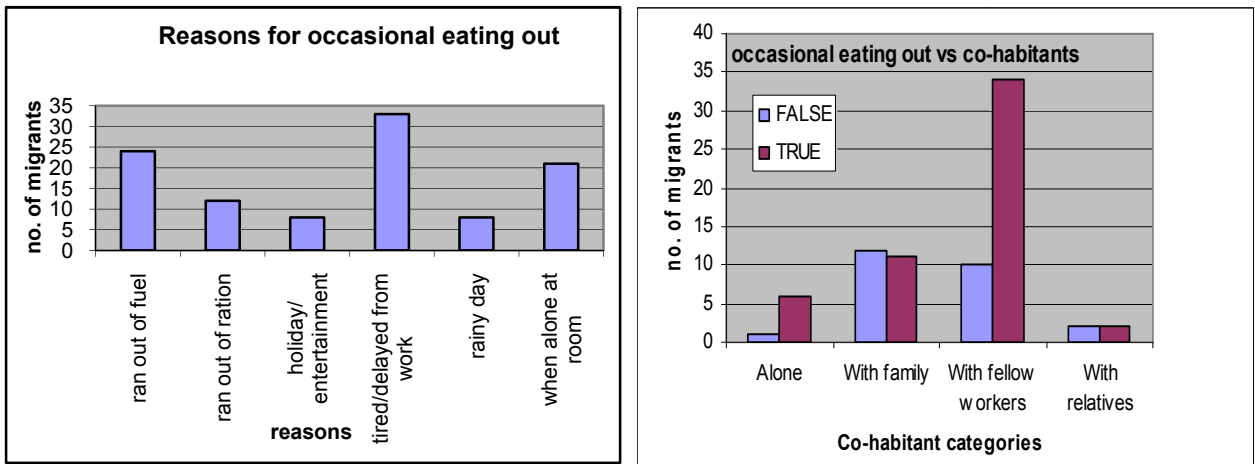 Reasons for occasional eating out
no. of migrants
35
30
25
20
15
10
5
0
ran out of fuel
ran out of ration
holiday/
entertainment
tired/delayed from
work
rainy day
when alone at
room
reasons
occasional eating out vs co-habitants
FALSE
TRUE
no. of migrants
40
35
30
25
20
15
10
5
0
Alone
With family
With fellow
workers
With
relatives
Co-habitant categories